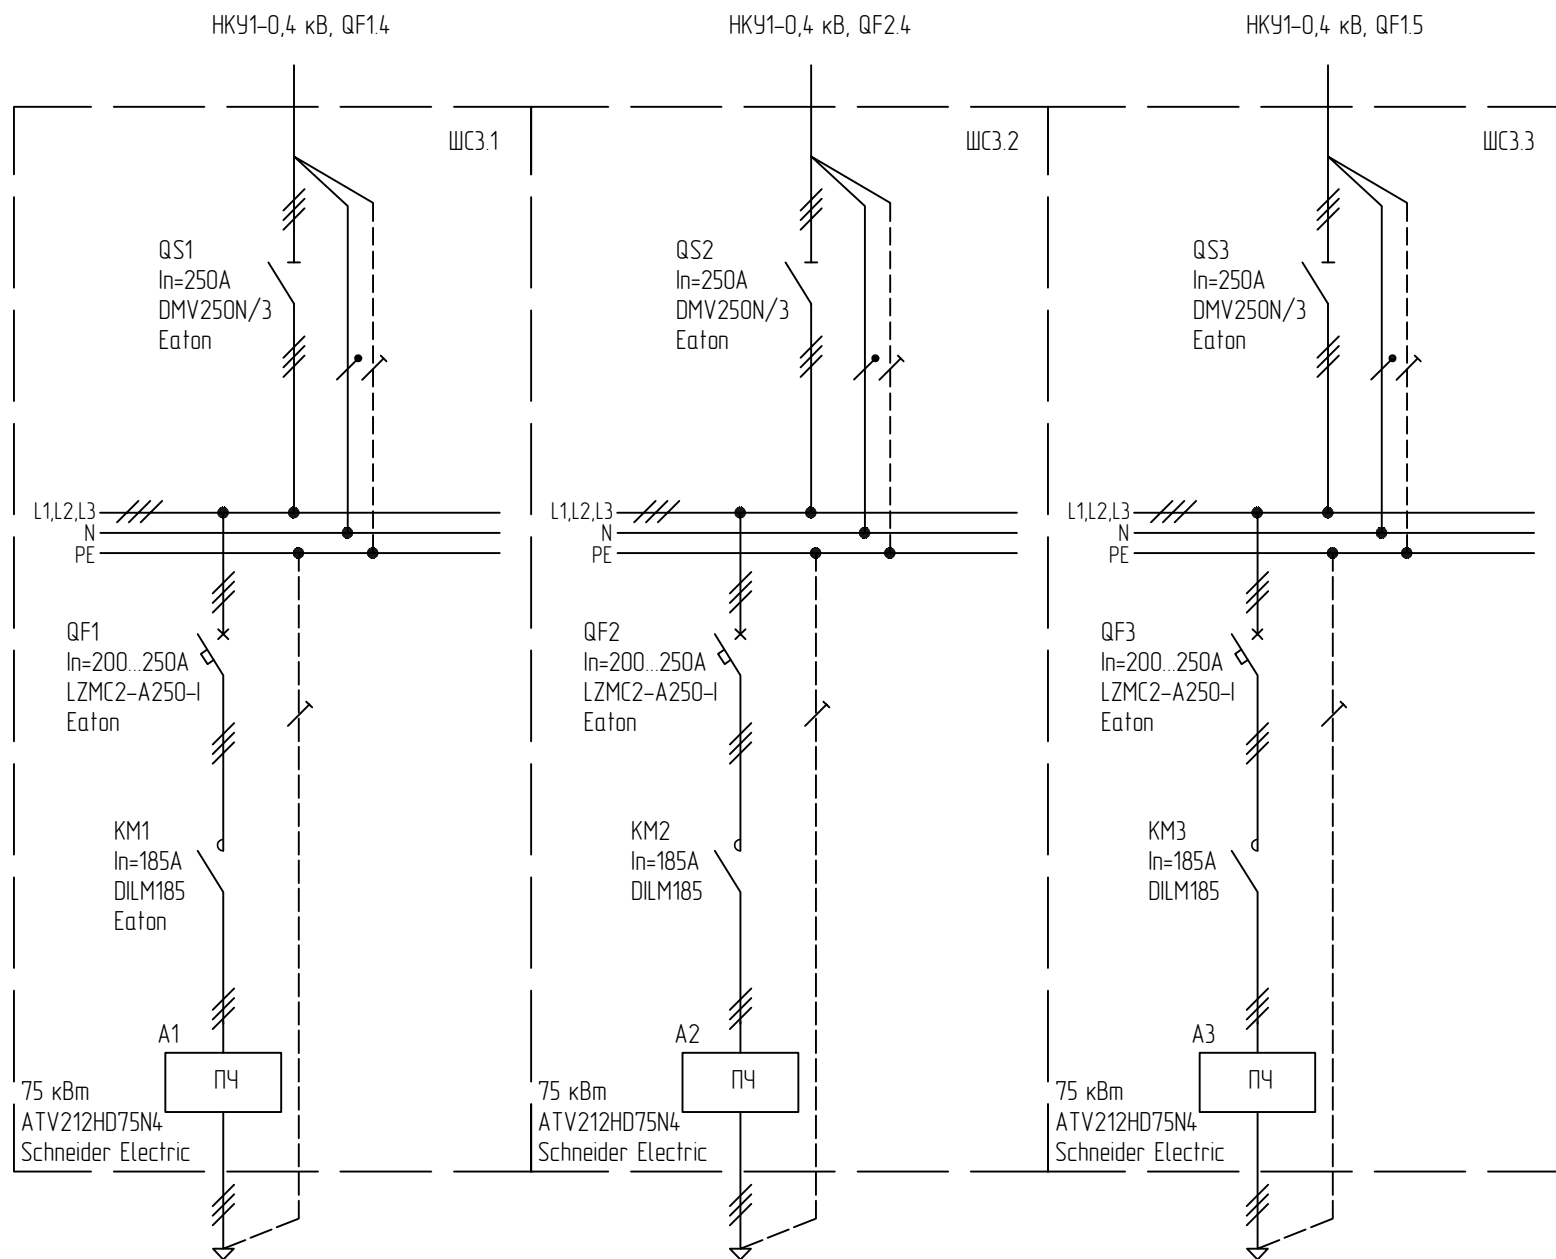 НКУ1-0,4 кВ, QF1.4
НКУ1-0,4 кВ, QF2.4
НКУ1-0,4 кВ, QF1.5
ШС3.1
ШС3.2
ШС3.3
QS1
In=250A
DMV250N/3
Eaton
QS2
In=250A
DMV250N/3
Eaton
QS3
In=250A
DMV250N/3
Eaton
L1,L2,L3
N
PE
L1,L2,L3
N
PE
L1,L2,L3
N
PE
QF1
In=200...250A
LZMC2-A250-I
Eaton
QF2
In=200...250A
LZMC2-A250-I
Eaton
QF3
In=200...250A
LZMC2-A250-I
Eaton
KM1
In=185A
DILM185
Eaton
KM2
In=185A
DILM185
KM3
In=185A
DILM185
A1
ПЧ
75 кВт
ATV212HD75N4
Schneider Electric
A2
ПЧ
75 кВт
ATV212HD75N4
Schneider Electric
A3
ПЧ
75 кВт
ATV212HD75N4
Schneider Electric